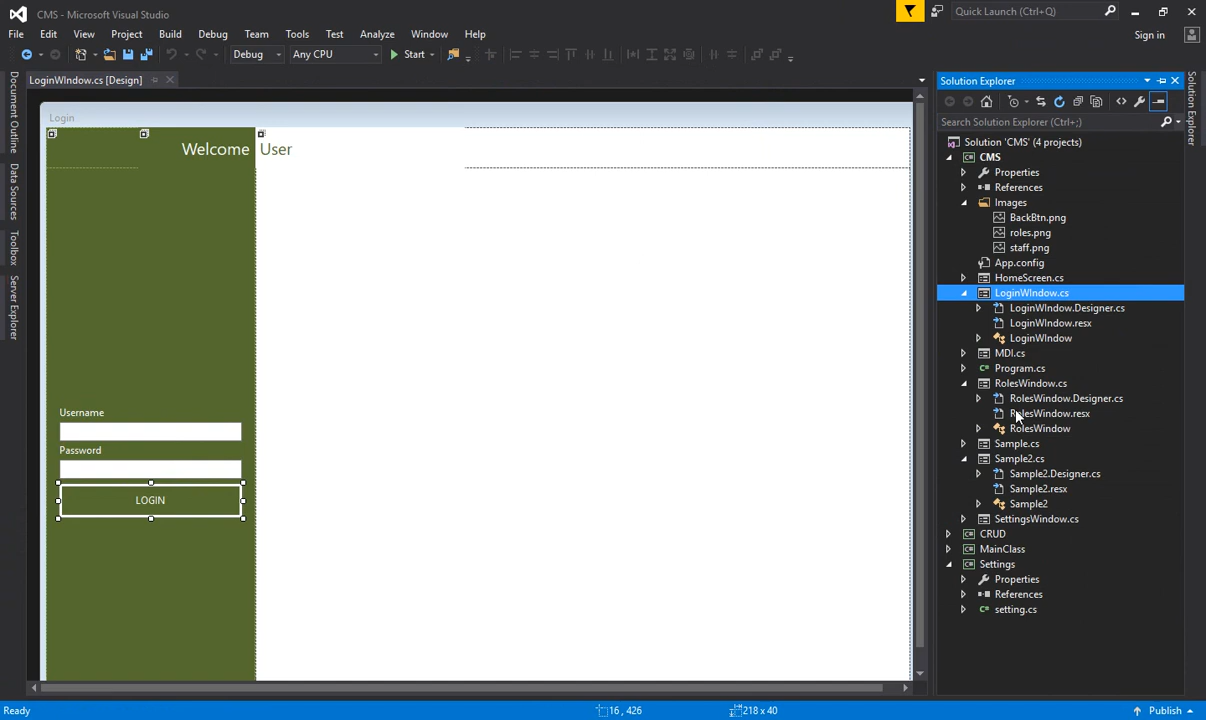 CMS - Microsoft Visual Studio
Quick Launch (Ctrl+Q)
File Edit View Project Build Debug Team Tools Test Analyze Window Help
Sign in
Debug Any CPU Start
LoginWIndow.cs [Design]
Solution Explorer
Search Solution Explorer (Ctrl+;)
Document Outline
Data Sources
Toolbox
Server Explorer
Solution Explorer
Login
Welcome User
Username
Password
LOGIN
Solution 'CMS' (4 projects)
CMS
Properties
References
Images
BackBtn.png
roles.png
staff.png
App.config
HomeScreen.cs
LoginWIndow.cs
LoginWIndow.Designer.cs
LoginWIndow.resx
LoginWIndow
MDI.cs
Program.cs
RolesWindow.cs
RolesWindow.Designer.cs
RolesWindow.resx
RolesWindow
Sample.cs
Sample2.cs
Sample2.Designer.cs
Sample2.resx
Sample2
SettingsWindow.cs
CRUD
MainClass
Settings
Properties
References
setting.cs
Ready
16 , 426
218 x 40
Publish